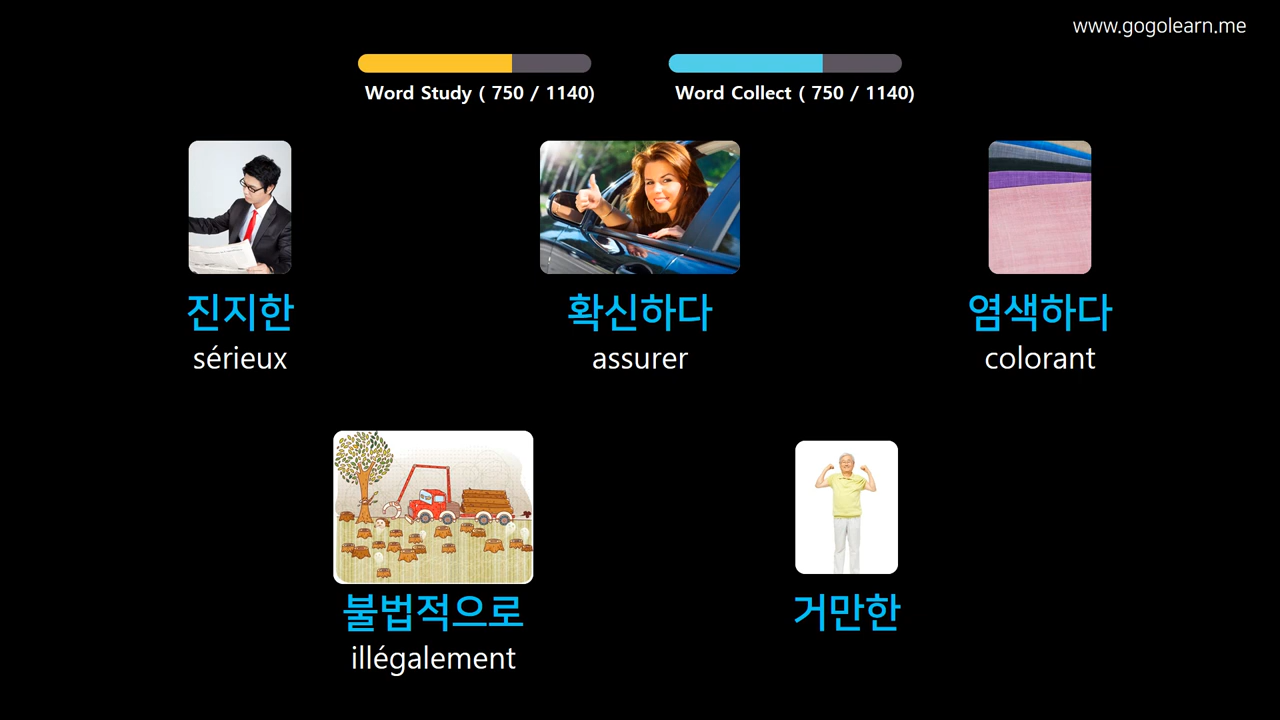 www.gogolearn.me
Word Study ( 750 / 1140)
Word Collect ( 750 / 1140)
진지한
sérieux
확신하다
assurer
염색하다
colorant
불법적으로
illégalement
거만한